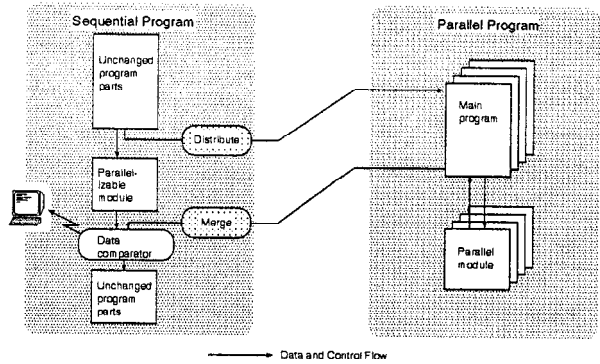 Sequential Program
Unchanged
program
parts
Distribute
Parallel-
izable
module
Merge
Data
comparator
Unchanged
program
parts
Parallel Program
Main
program
Parallel
module
Data and Control Flow